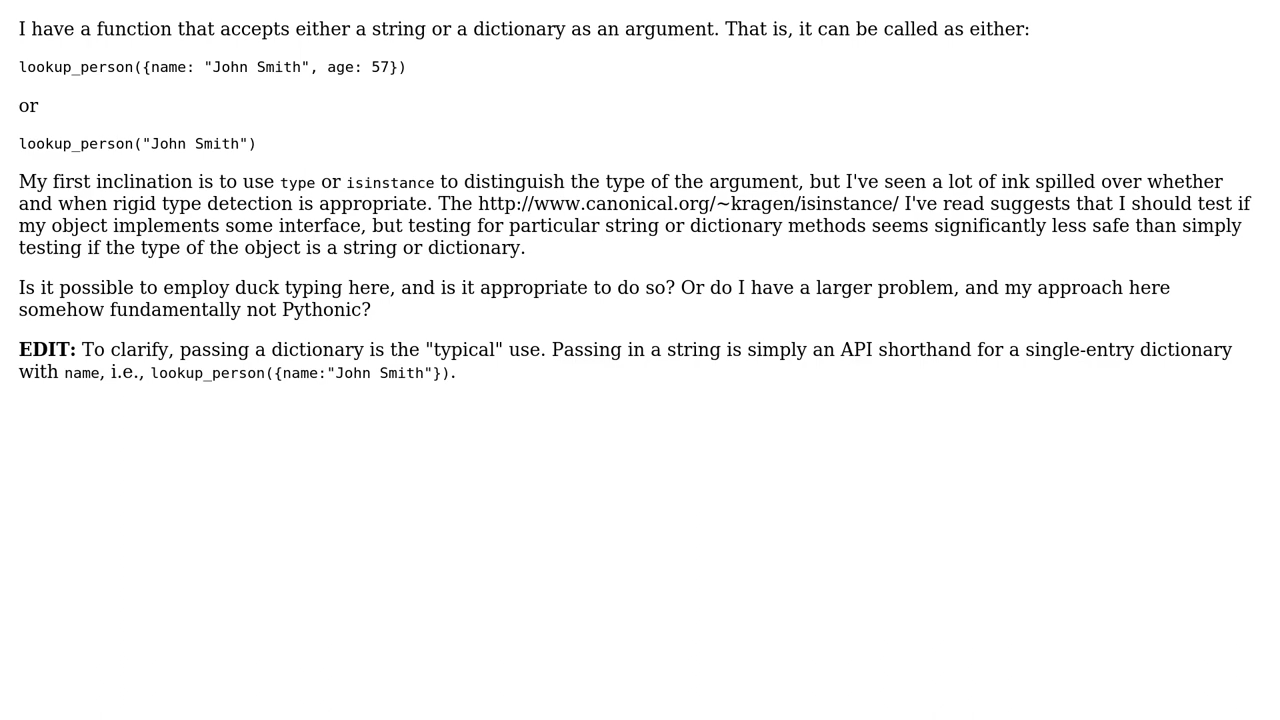 I have a function that accepts either a string or a dictionary as an argument. That is, it can be called as either:
lookup_person({name: "John Smith", age: 57})
or
lookup_person("John Smith")
My first inclination is to use type or isinstance to distinguish the type of the argument, but I've seen a lot of ink spilled over whether
and when rigid type detection is appropriate. The http://www.canonical.org/~kragen/isinstance/ I've read suggests that I should test if
my object implements some interface, but testing for particular string or dictionary methods seems significantly less safe than simply
testing if the type of the object is a string or dictionary.
Is it possible to employ duck typing here, and is it appropriate to do so? Or do I have a larger problem, and my approach here
somehow fundamentally not Pythonic?
EDIT: To clarify, passing a dictionary is the "typical" use. Passing in a string is simply an API shorthand for a single-entry dictionary
with name, i.e., lookup_person({name:"John Smith"}).